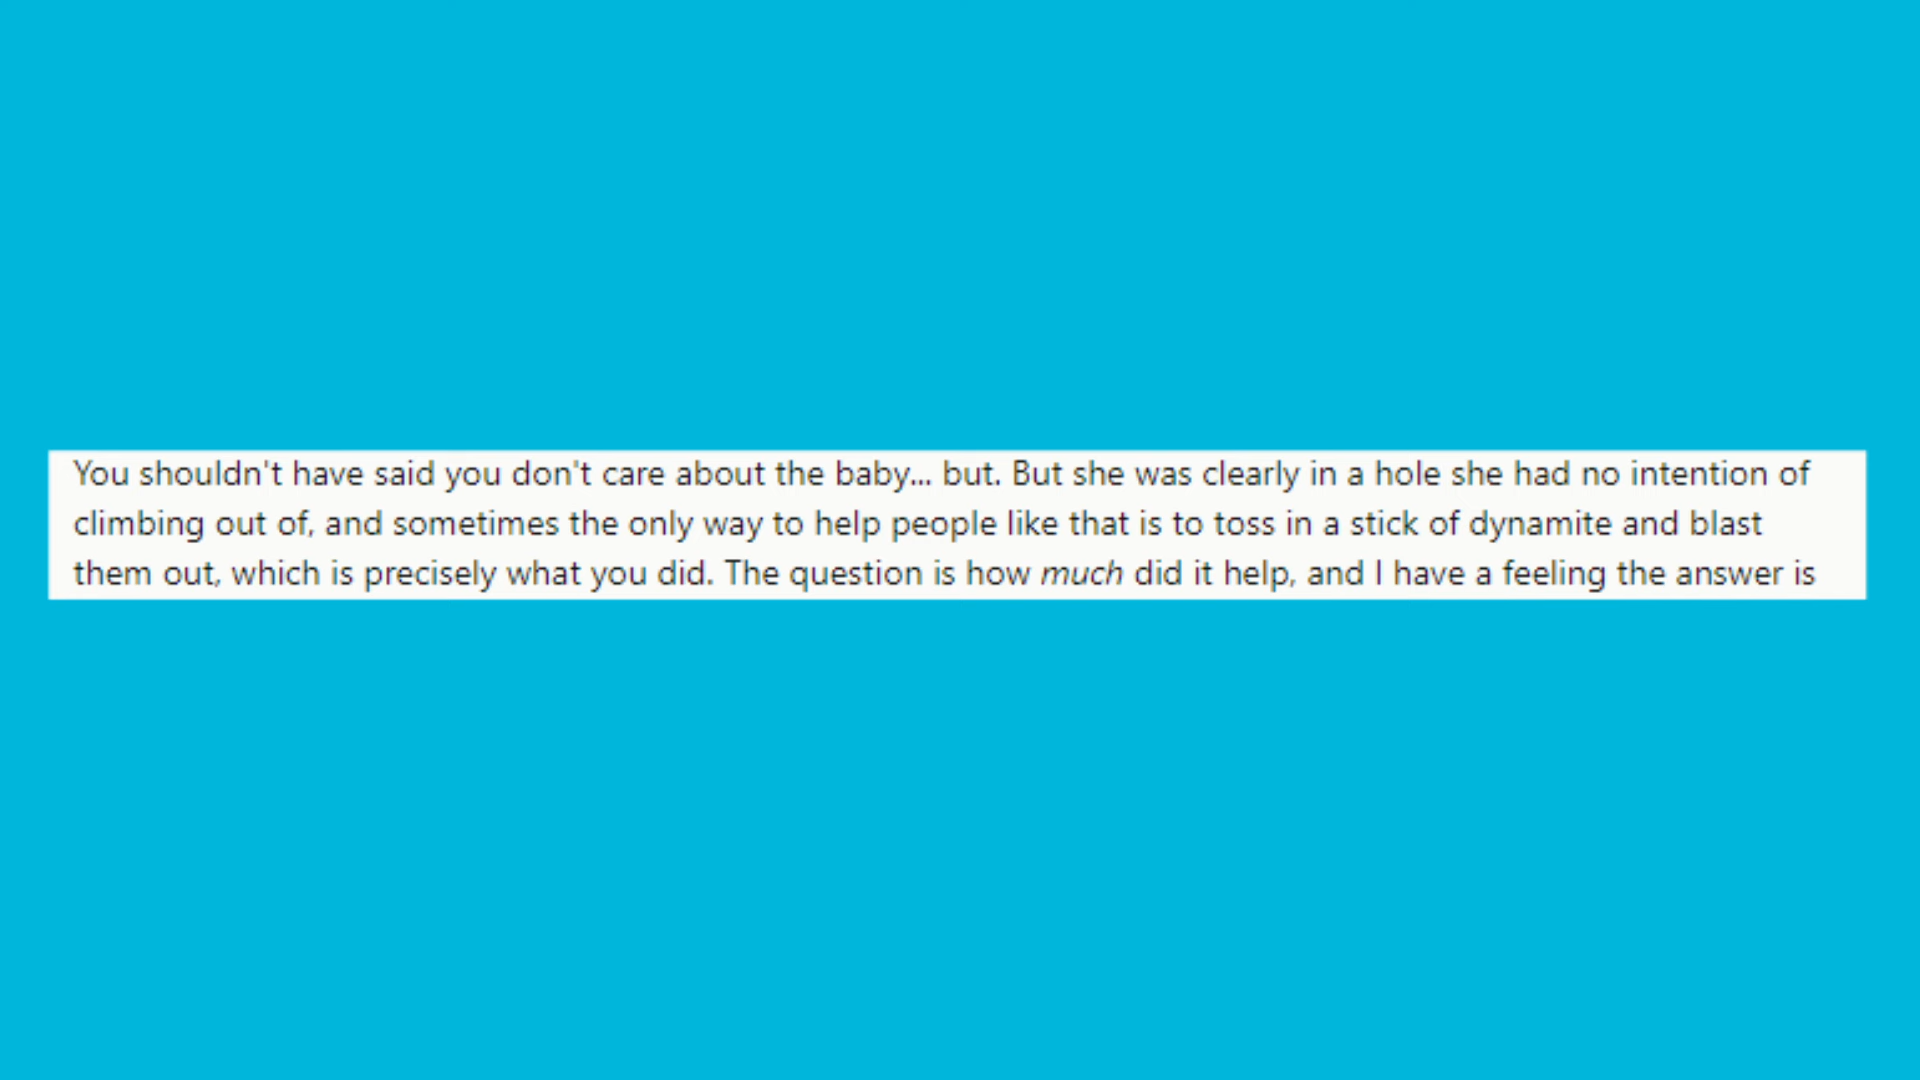 You shouldn't have said you don't care about the baby... but. But she was clearly in a hole she had no intention of
climbing out of, and sometimes the only way to help people like that is to toss in a stick of dynamite and blast
them out, which is precisely what you did. The question is how much did it help, and I have a feeling the answer is